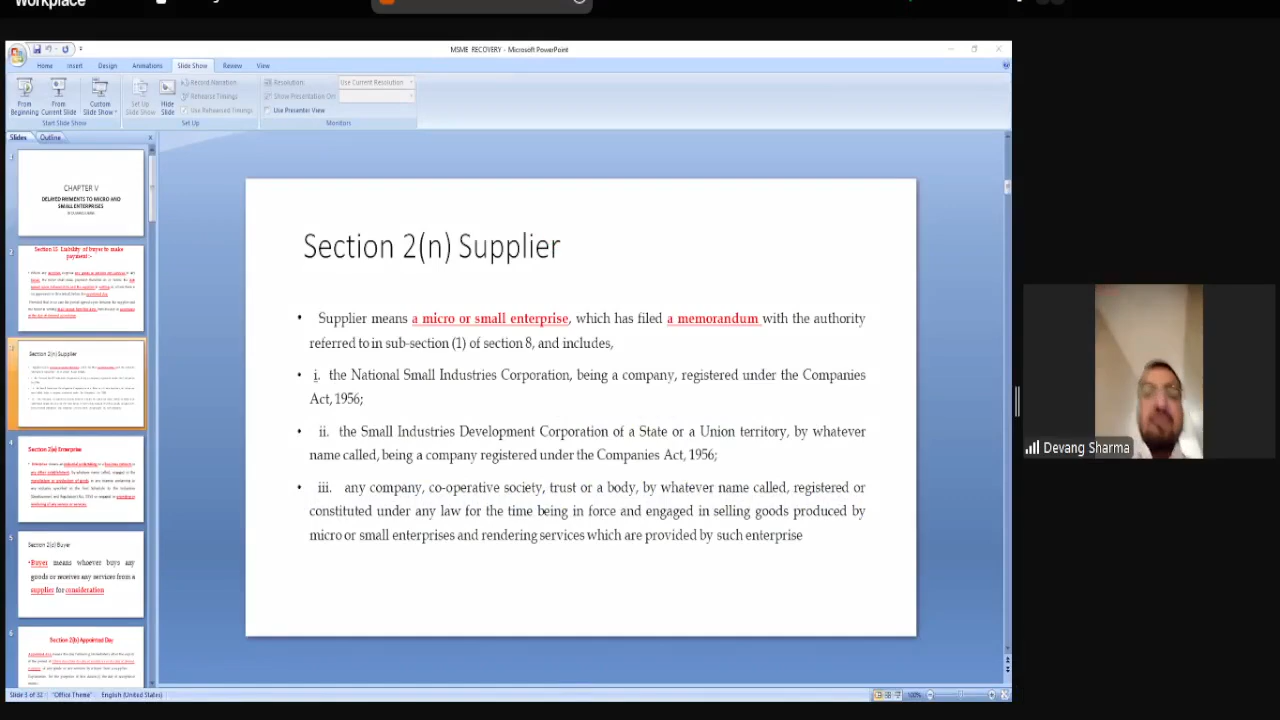 workplace
MSME RECOVERY - Microsoft PowerPoint
Home Insert Design Animations Slide Show Review View
From Beginning
From Current Slide
Custom Slide Show
Set Up Slide Show
Hide Slide
Record Narration
Rehearse Timings
Use Rehearsed Timings
Resolution:
Use Current Resolution
Show Presentation On:
Use Presenter View
Start Slide Show
Set Up
Monitors
Slides Outline
CHAPTER V
DELAYED PAYMENTS TO MICRO AND
SMALL ENTERPRISES
2
Section 15 Liability of buyer to make
payment:-
Section 2(n) Supplier
4
Section 2(e) Enterprise
5
Section 2(d) Buyer
•Buyer means whoever buys any
goods or receives any services from a
supplier for consideration
6
Section 2(b) Appointed Day
Section 2(n) Supplier
• Supplier means a micro or small enterprise, which has filed a memorandum with the authority
referred to in sub-section (1) of section 8, and includes,
• i. the National Small Industries Corporation, being a company, registered under the Companies
Act, 1956;
• ii. the Small Industries Development Corporation of a State or a Union territory, by whatever
name called, being a company registered under the Companies Act, 1956;
• iii. any company, co-operative society, trust or a body, by whatever name called, registered or
constituted under any law for the time being in force and engaged in selling goods produced by
micro or small enterprises and rendering services which are provided by such enterprise
Devang Sharma
Slide 3 of 32 "Office Theme" English (United States)
100%